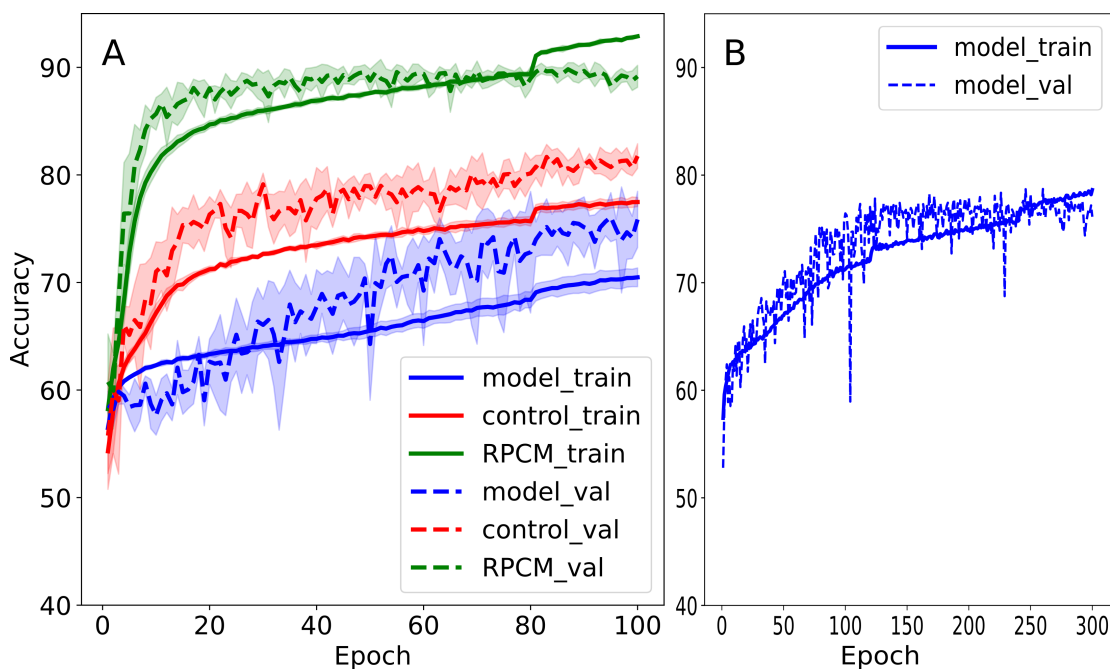 A
90
80
70
60
50
40
Accuracy
0
20
40
60
80
100
Epoch
model_train
control_train
RPCM_train
model_val
control_val
RPCM_val
B
model_train
model_val
90
80
70
60
50
40
0
50
100
150
200
250
300
Epoch